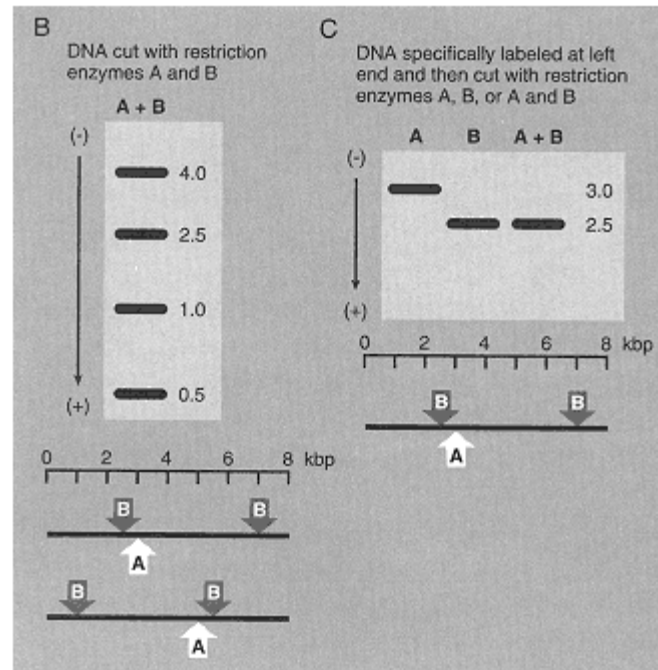 B
DNA cut with restriction
enzymes A and B
A + B
(-)
4.0
2.5
1.0
0.5
(+)
0 2 4 6 8 kbp
B B
A
B B
A
C
DNA specifically labeled at left
end and then cut with restriction
enzymes A, B, or A and B
A B A + B
(-)
3.0
2.5
(+)
0 2 4 6 8 kbp
B B
A